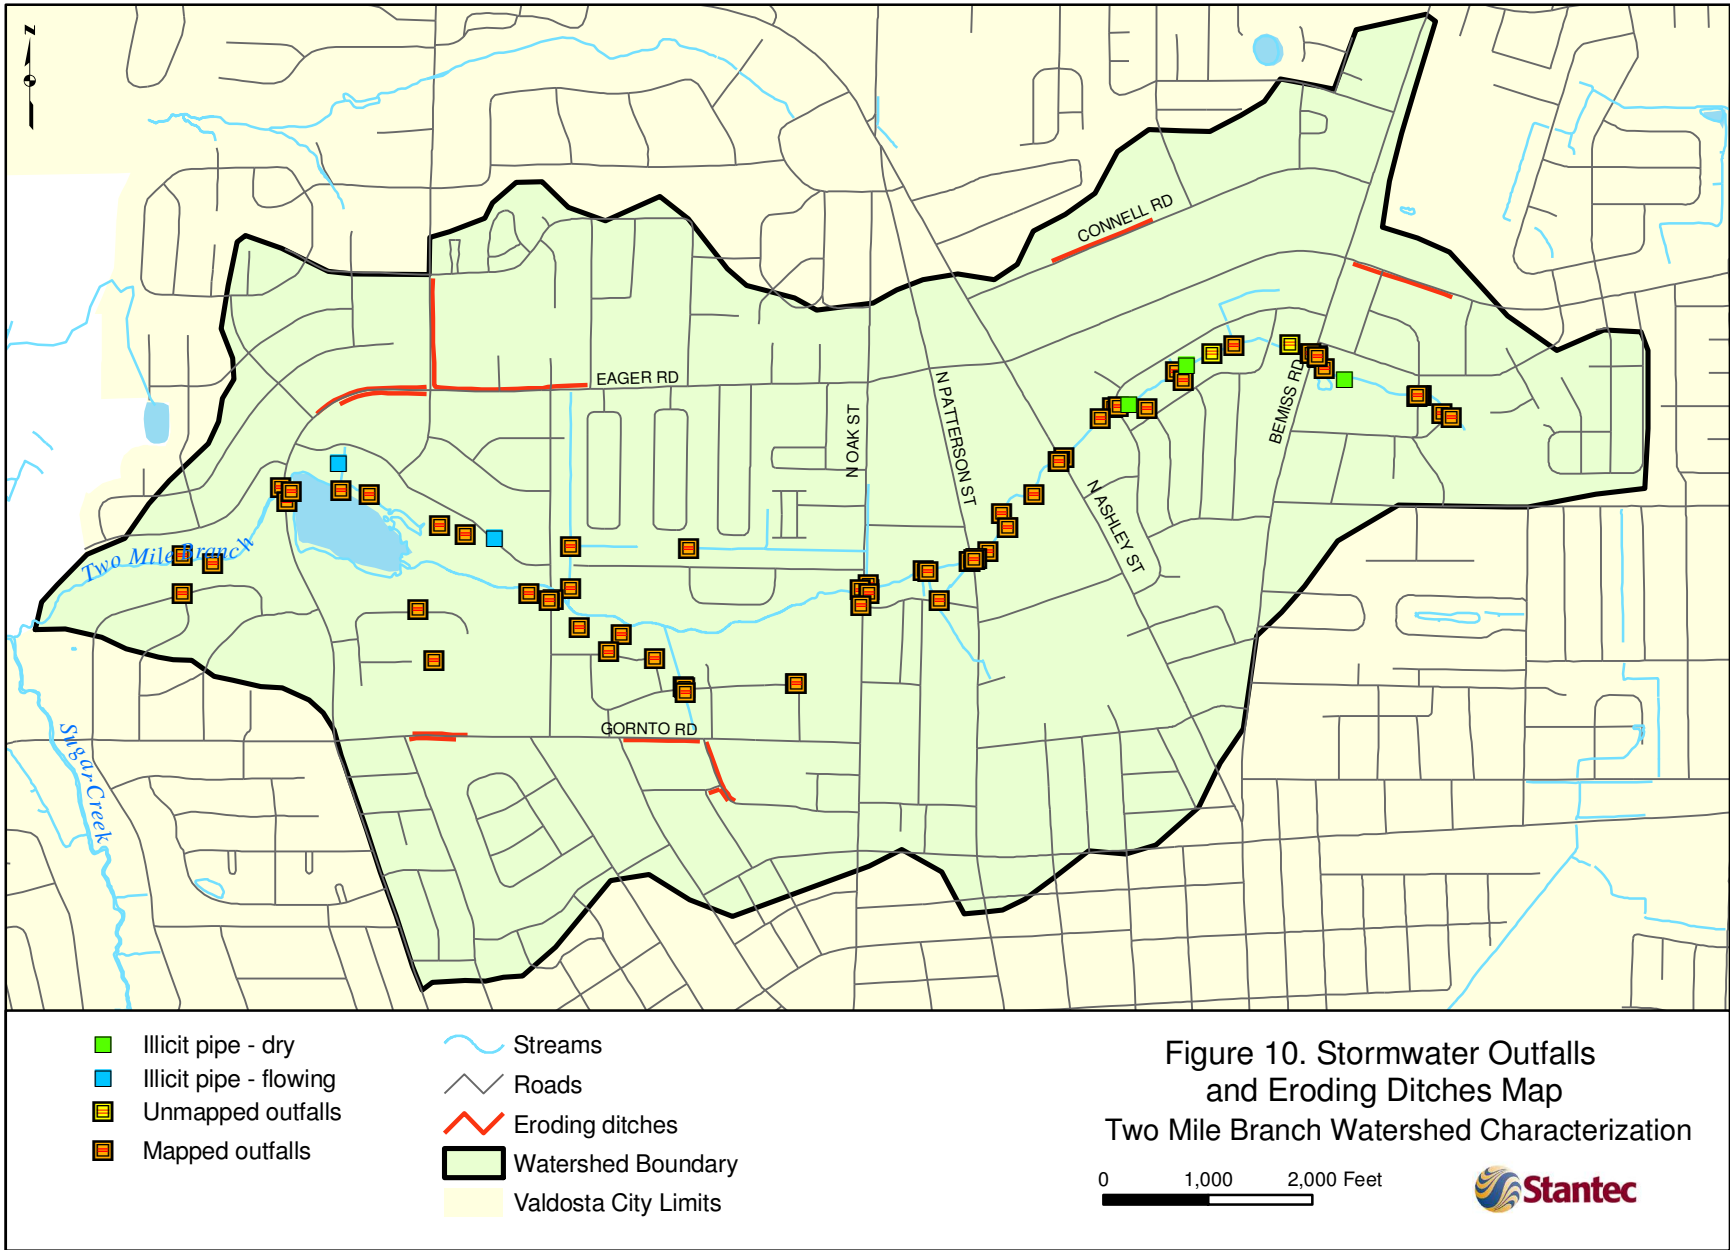 Z
CONNELL RD
EAGER RD
N OAK ST
N PATTERSON ST
N ASHLEY ST
BEMISS RD
Two Mile Branch
GORNTO RD
Sugar Creek
Illicit pipe - dry
Illicit pipe - flowing
Unmapped outfalls
Mapped outfalls
Streams
Roads
Eroding ditches
Watershed Boundary
Valdosta City Limits
Figure 10. Stormwater Outfalls
and Eroding Ditches Map
Two Mile Branch Watershed Characterization
0 1,000 2,000 Feet
Stantec